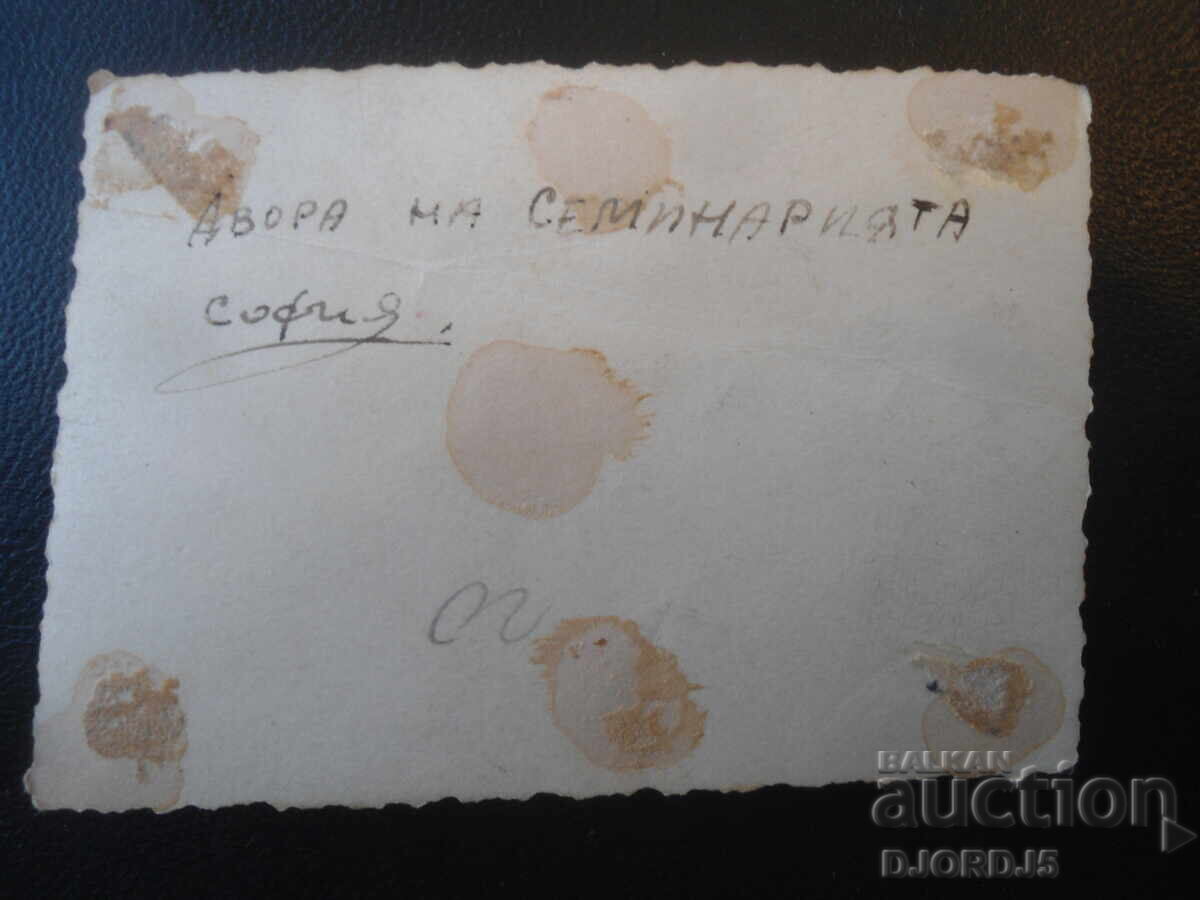 ДВОРА НА СЕМИНАРИЯТА
София.
BALKAN
auction
DJORDJ5